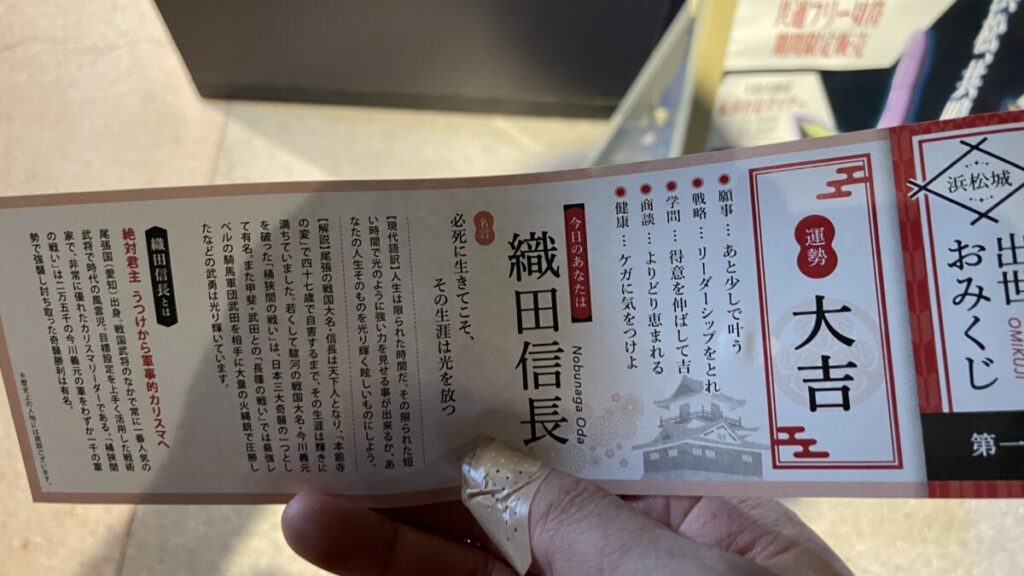 浜松城
出世
おみくじ
OMIKUJI
第一
運勢
大吉
●願事…あと少しで叶う
●戦略…リーダーシップをとれ
●学問…得意を伸ばして吉
●商談…よりどり恵まれる
●健康…ケガに気をつけよ
今日のあなたは
織田信長
Nobunaga Oda
名言
必死に生きてこそ、
その生涯は光を放つ
【現代語訳】人生は限られた時間だ。その限られた短
い時間で光のように強い力を見せる事が出来るか、あ
なたの人生そのものを光り輝く眩しいものにしよう。
【解説】尾張の戦国大名・信長は天下人となり、「本能寺
の変」で四十七歳で自害するまで、その生涯は輝きに
満ちていました。若くして駿河の戦国大名・今川義元
を破った「桶狭間の戦い」は、日本三大奇襲の一つとし
て有名。また甲斐・武田との「長篠の戦い」では最強レ
ベルの騎馬軍団武田を相手に大量の火縄銃で圧勝し
たなどの武勇は光り輝いています。
織田信長とは
絶対君主 うつけから軍事的カリスマへ
尾張国(愛知)出身。戦国武将のなかで常に一番人気の
武将で時代の風雲児。目標設定を上手く活用した戦術
家で、非常に優れたカリスマリーダーである。「桶狭間
の戦い」は二万五千の今川義元の軍をわずか二千の軍
勢で強襲し討ち取った奇襲勝利は有名。
共通フリー切符
期間限定販売